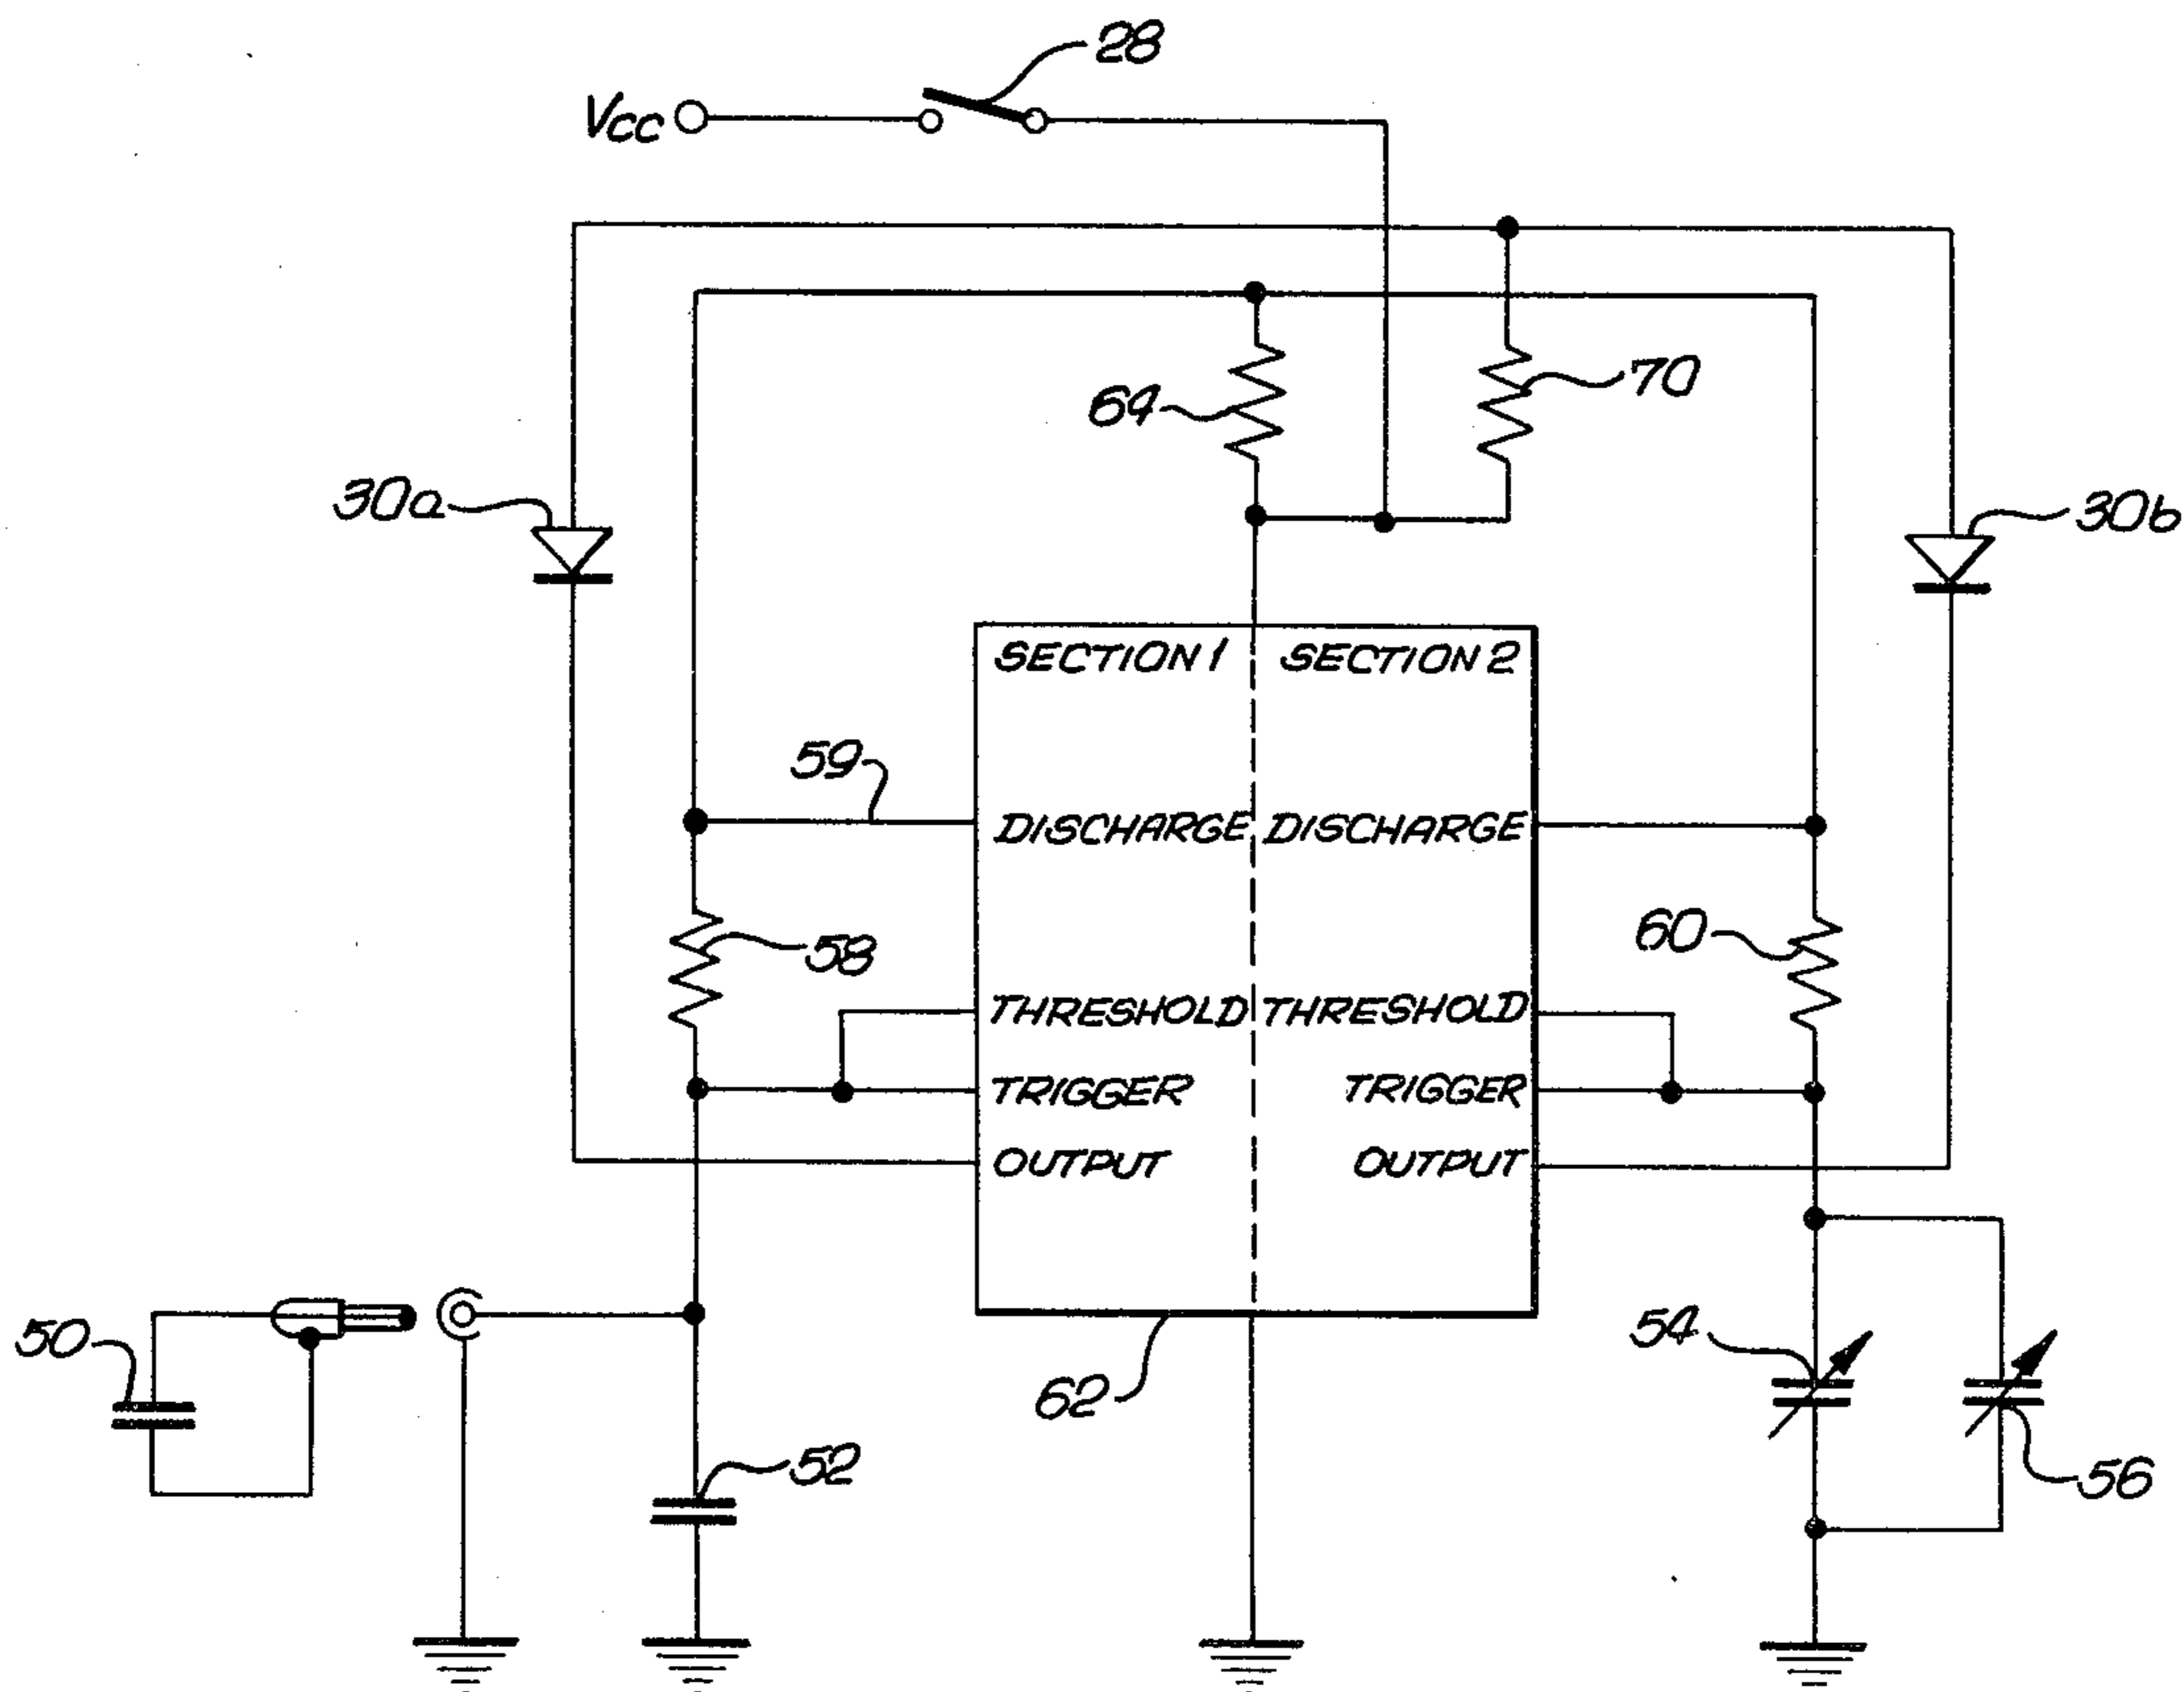 28
Vcc
64
70
30a
30b
SECTION 1 SECTION 2
59
DISCHARGE DISCHARGE
58
60
THRESHOLD THRESHOLD
TRIGGER TRIGGER
OUTPUT OUTPUT
50
54
62
52
56